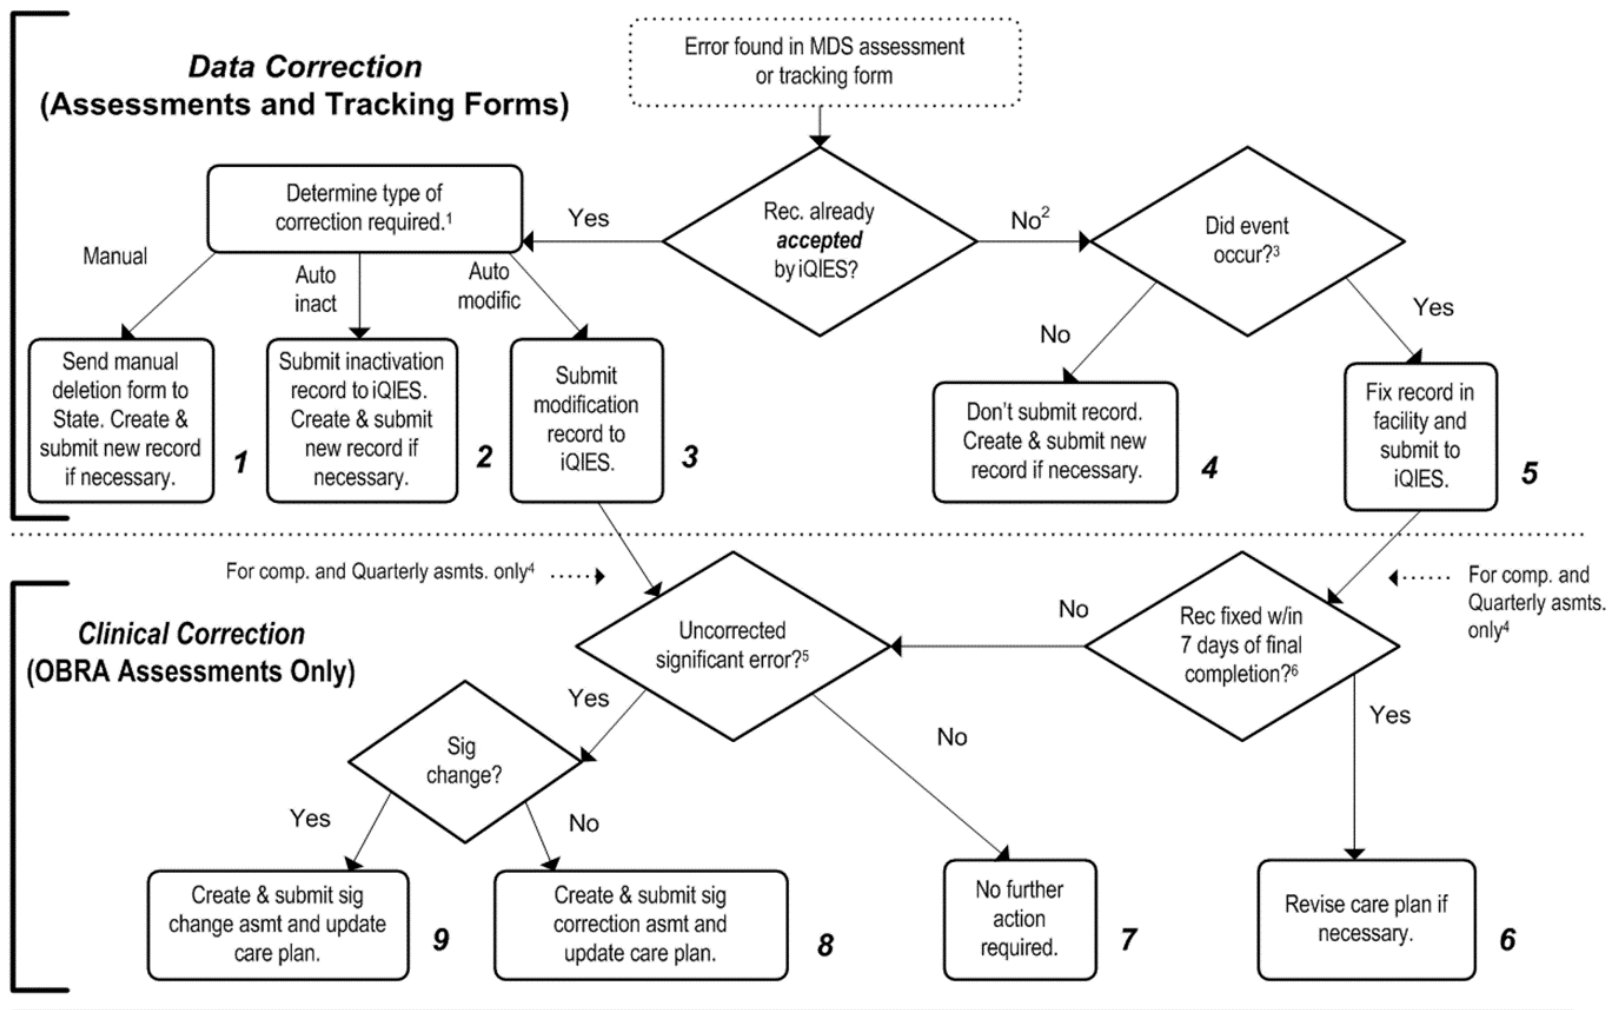 Data Correction
(Assessments and Tracking Forms)
Error found in MDS assessment
or tracking form
Determine type of
correction required.¹
Yes
Rec. already
accepted
by iQIES?
No²
Did event
occur?³
Manual
Auto
inact
Auto
modific
No
Yes
Send manual
deletion form to
State. Create &
submit new record
if necessary.
1
Submit inactivation
record to iQIES.
Create & submit
new record if
necessary.
2
Submit
modification
record to
iQIES.
3
Don't submit record.
Create & submit new
record if necessary.
4
Fix record in
facility and
submit to
iQIES.
5
For comp. and Quarterly asmts. only⁴
For comp. and
Quarterly asmts.
only⁴
Clinical Correction
(OBRA Assessments Only)
Uncorrected
significant error?⁵
No
Rec fixed w/in
7 days of final
completion?⁶
Yes
No
Yes
Sig
change?
Yes
No
Create & submit sig
change asmt and update
care plan.
9
Create & submit sig
correction asmt and
update care plan.
8
No further
action
required.
7
Revise care plan if
necessary.
6